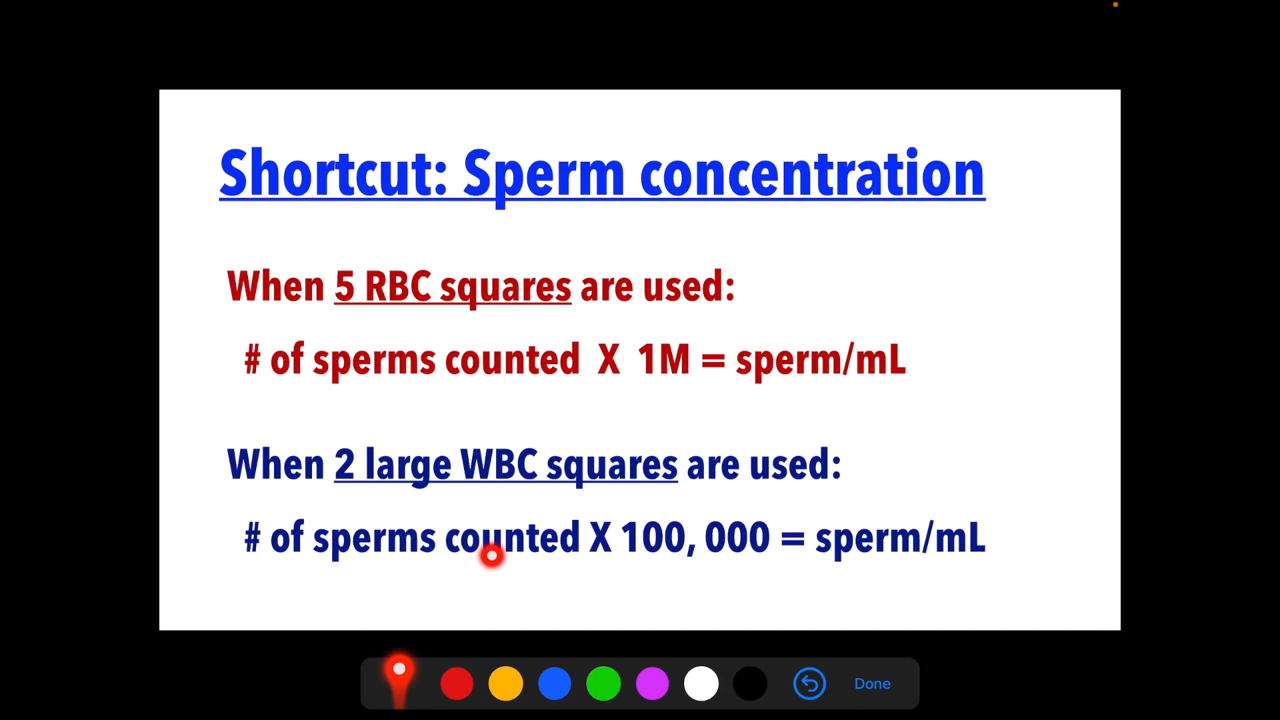 Shortcut: Sperm concentration
When 5 RBC squares are used:
# of sperms counted X 1M = sperm/mL
When 2 large WBC squares are used:
# of sperms counted X 100, 000 = sperm/mL
Done